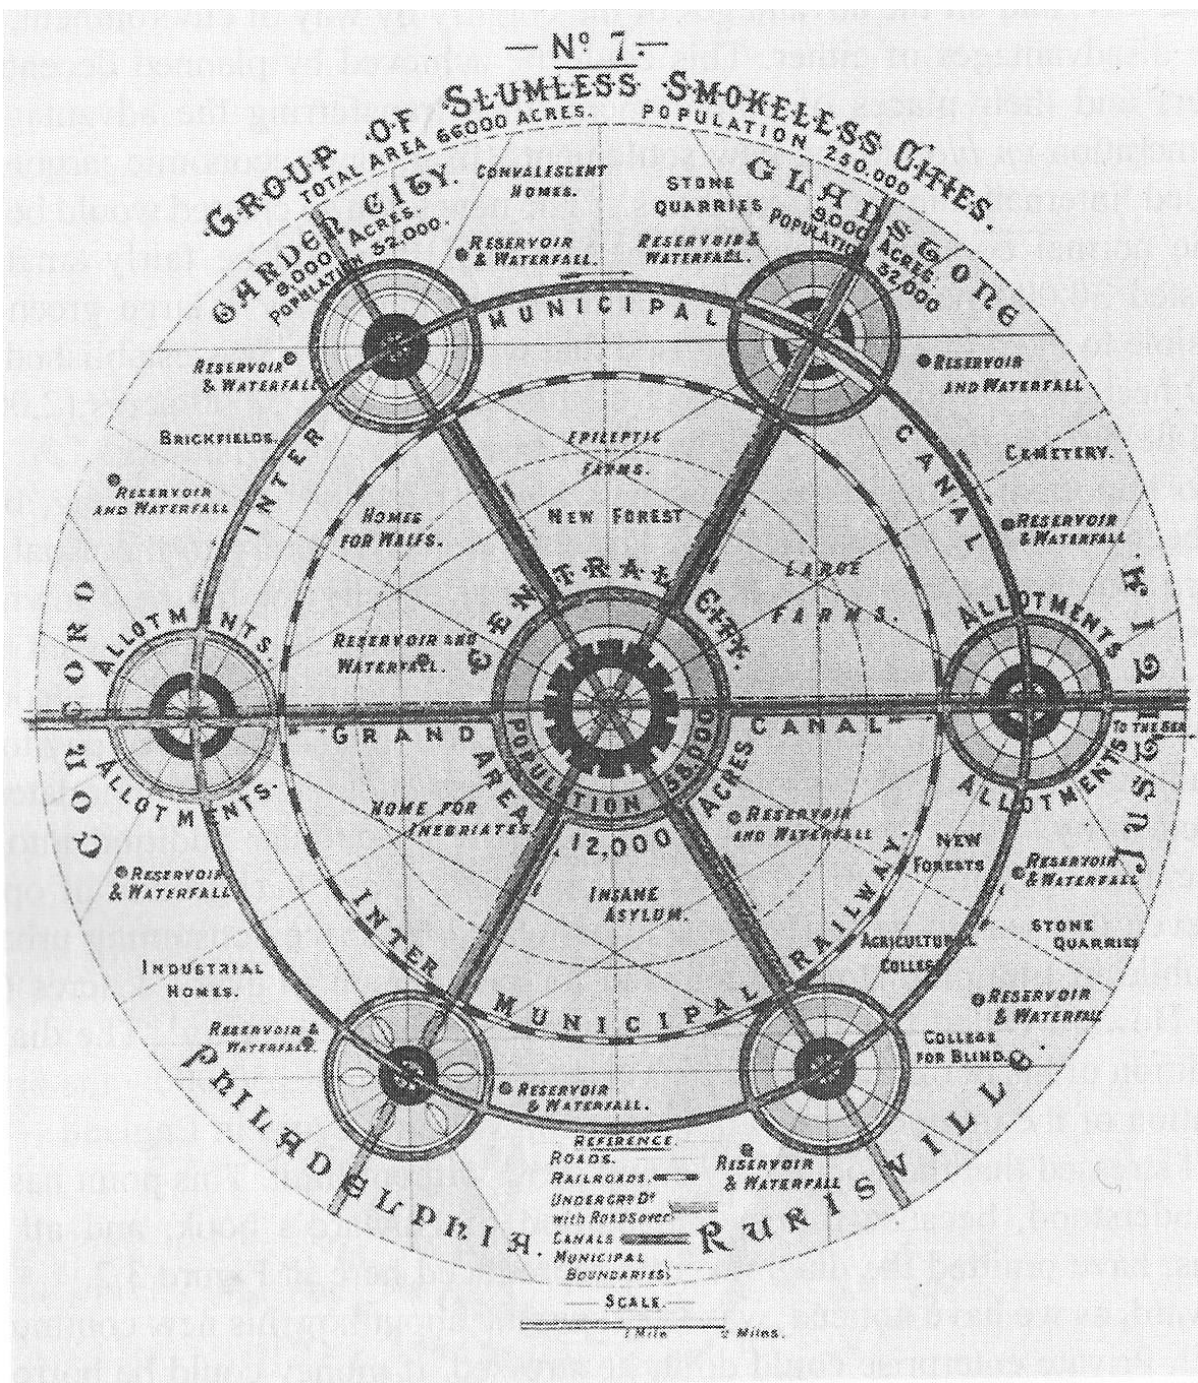 —Nº 7.—
GROUP OF SLUMLESS SMOKELESS CITIES.
TOTAL AREA 66000 ACRES. POPULATION 250.000
GARDEN CITY.
9,000 ACRES.
POPULATION 32,000.
CONVALESCENT
HOMES.
STONE
QUARRIES
GLADSTONE
9,000 ACRES.
POPULATION 32,000
RESERVOIR
& WATERFALL.
RESERVOIR &
WATERFALL.
INTER MUNICIPAL CANAL
RESERVOIR
& WATERFALL
RESERVOIR
AND WATERFALL
BRICKFIELDS.
EPILEPTIC
FARMS.
CEMETERY.
RESERVOIR
AND WATERFALL
HOMES
FOR WAIFS.
NEW FOREST
RESERVOIR
& WATERFALL
LARGE
FARMS.
CENTRAL CITY.
CONCORD
ALLOTMENTS.
ALLOTMENTS.
RESERVOIR AND
WATERFALL.
ALLOTMENTS
ALLOTMENTS
JUSTITIA
GRAND CANAL
TO THE SEA
POPULATION 58,000
AREA 12,000 ACRES
HOME FOR
INEBRIATES.
RESERVOIR
AND WATERFALL
NEW
FORESTS
RESERVOIR
& WATERFALL
RESERVOIR
& WATERFALL
INSANE
ASYLUM.
STONE
QUARRIES
INTER MUNICIPAL RAILWAY.
AGRICULTURAL
COLLEGE
INDUSTRIAL
HOMES.
RESERVOIR
& WATERFALL
RESERVOIR &
WATERFALL.
COLLEGE
FOR BLIND.
RESERVOIR
& WATERFALL.
PHILADELPHIA.
RURISVILLE
RESERVOIR
& WATERFALL
REFERENCE.
ROADS.
RAILROADS.
UNDERGRᴰ Dº
with ROADS over
CANALS
MUNICIPAL
BOUNDARIES
—SCALE.—
1 Mile 2 Miles.